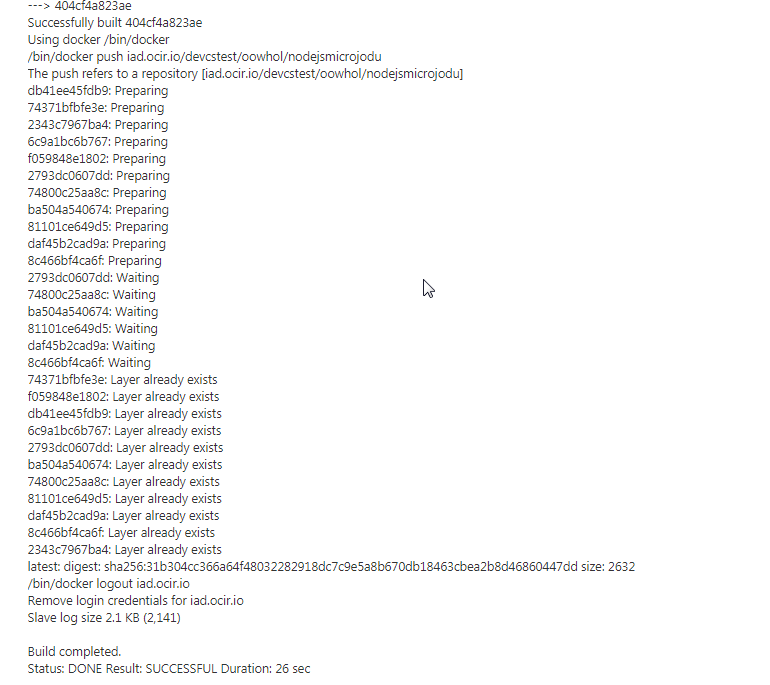 ---> 404cf4a823ae
Successfully built 404cf4a823ae
Using docker /bin/docker
/bin/docker push iad.ocir.io/devcstest/oowhol/nodejsmicrojodu
The push refers to a repository [iad.ocir.io/devcstest/oowhol/nodejsmicrojodu]
db41ee45fdb9: Preparing
74371bfbfe3e: Preparing
2343c7967ba4: Preparing
6c9a1bc6b767: Preparing
f059848e1802: Preparing
2793dc0607dd: Preparing
74800c25aa8c: Preparing
ba504a540674: Preparing
81101ce649d5: Preparing
daf45b2cad9a: Preparing
8c466bf4ca6f: Preparing
2793dc0607dd: Waiting
74800c25aa8c: Waiting
ba504a540674: Waiting
81101ce649d5: Waiting
daf45b2cad9a: Waiting
8c466bf4ca6f: Waiting
74371bfbfe3e: Layer already exists
f059848e1802: Layer already exists
db41ee45fdb9: Layer already exists
6c9a1bc6b767: Layer already exists
2793dc0607dd: Layer already exists
ba504a540674: Layer already exists
74800c25aa8c: Layer already exists
81101ce649d5: Layer already exists
daf45b2cad9a: Layer already exists
8c466bf4ca6f: Layer already exists
2343c7967ba4: Layer already exists
latest: digest: sha256:31b304cc366a64f48032282918dc7c9e5a8b670db18463cbea2b8d46860447dd size: 2632
/bin/docker logout iad.ocir.io
Remove login credentials for iad.ocir.io
Slave log size 2.1 KB (2,141)
Build completed.
Status: DONE Result: SUCCESSFUL Duration: 26 sec